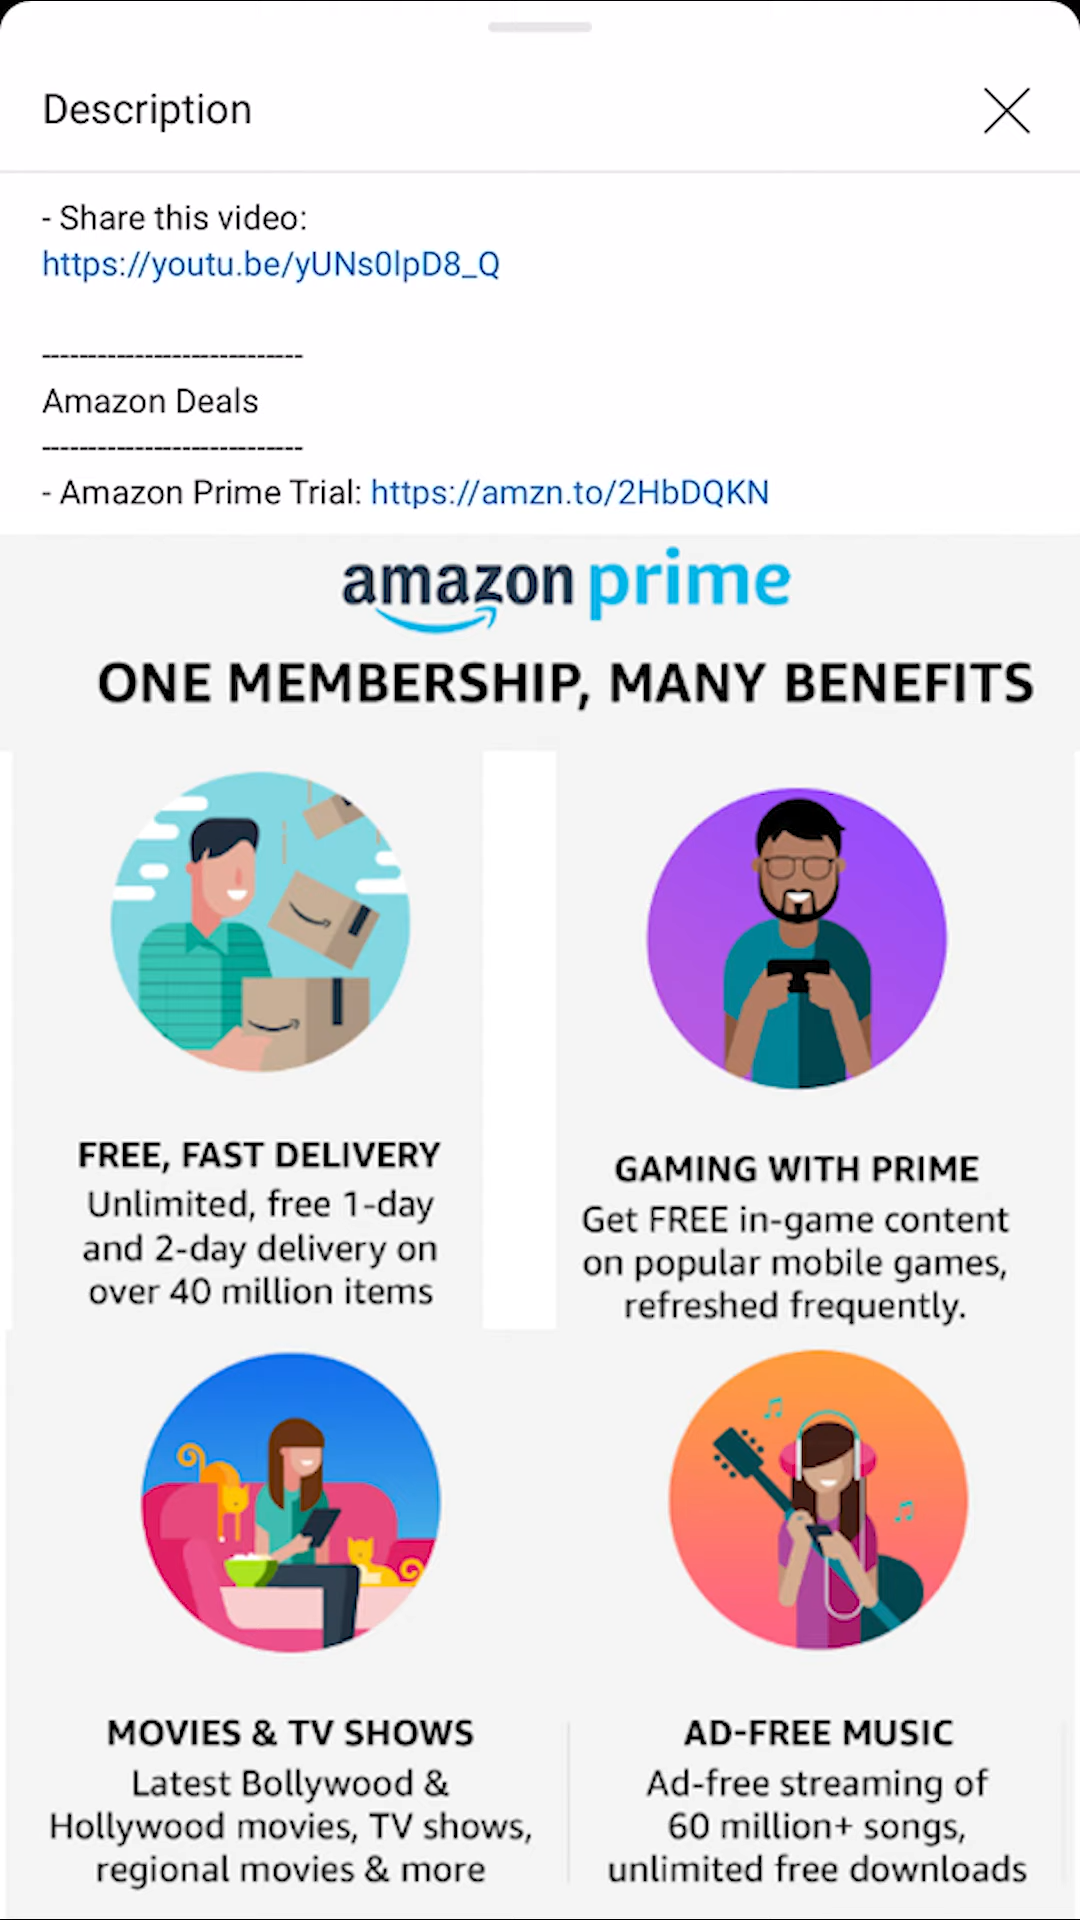 Description
- Share this video:
https://youtu.be/yUNs0lpD8_Q
----------------------------
Amazon Deals
----------------------------
- Amazon Prime Trial: https://amzn.to/2HbDQKN
amazon prime
ONE MEMBERSHIP, MANY BENEFITS
FREE, FAST DELIVERY
Unlimited, free 1-day
and 2-day delivery on
over 40 million items
GAMING WITH PRIME
Get FREE in-game content
on popular mobile games,
refreshed frequently.
MOVIES & TV SHOWS
Latest Bollywood &
Hollywood movies, TV shows,
regional movies & more
AD-FREE MUSIC
Ad-free streaming of
60 million+ songs,
unlimited free downloads